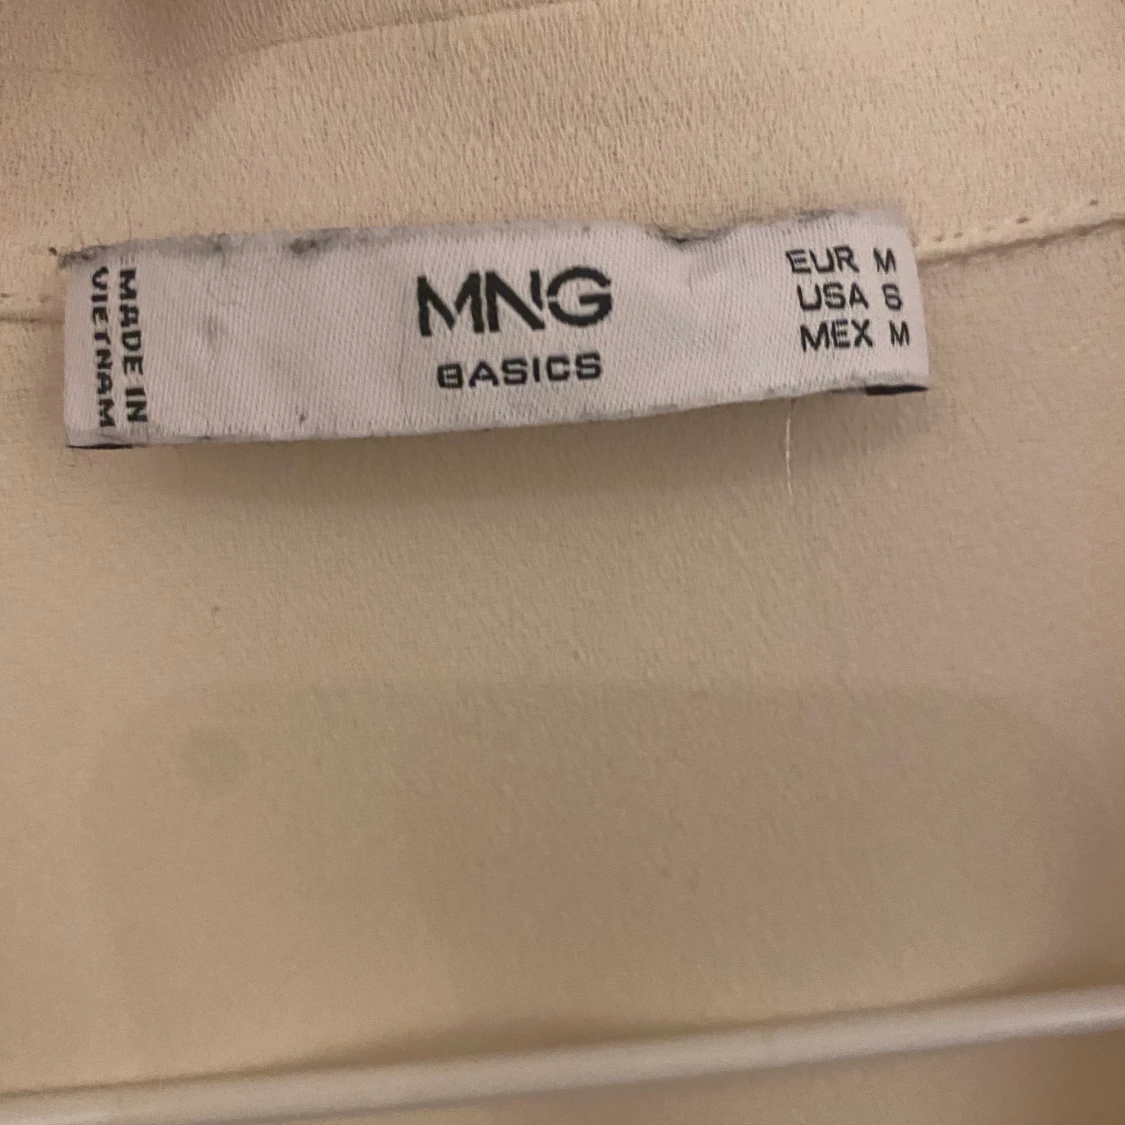 MADE IN
VIETNAM
MNG
BASICS
EUR M
USA S
MEX M